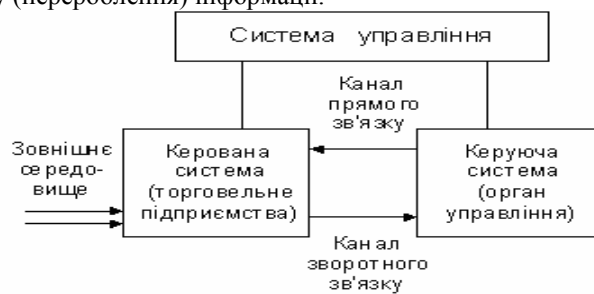 (перероблення) інформації.
Система управління
Канал
прямого
зв'язку
Зовнішнє
середо-
вище
Керована
система
(торговельне
підприємства)
Керуюча
система
(орган
управління)
Канал
зворотного
зв'язку